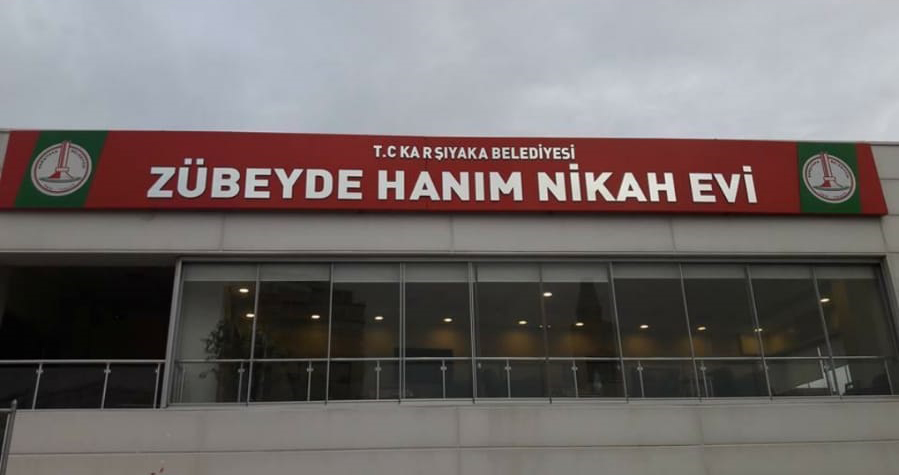 T.C KARŞIYAKA BELEDİYESİ
ZÜBEYDE HANIM NİKAH EVİ